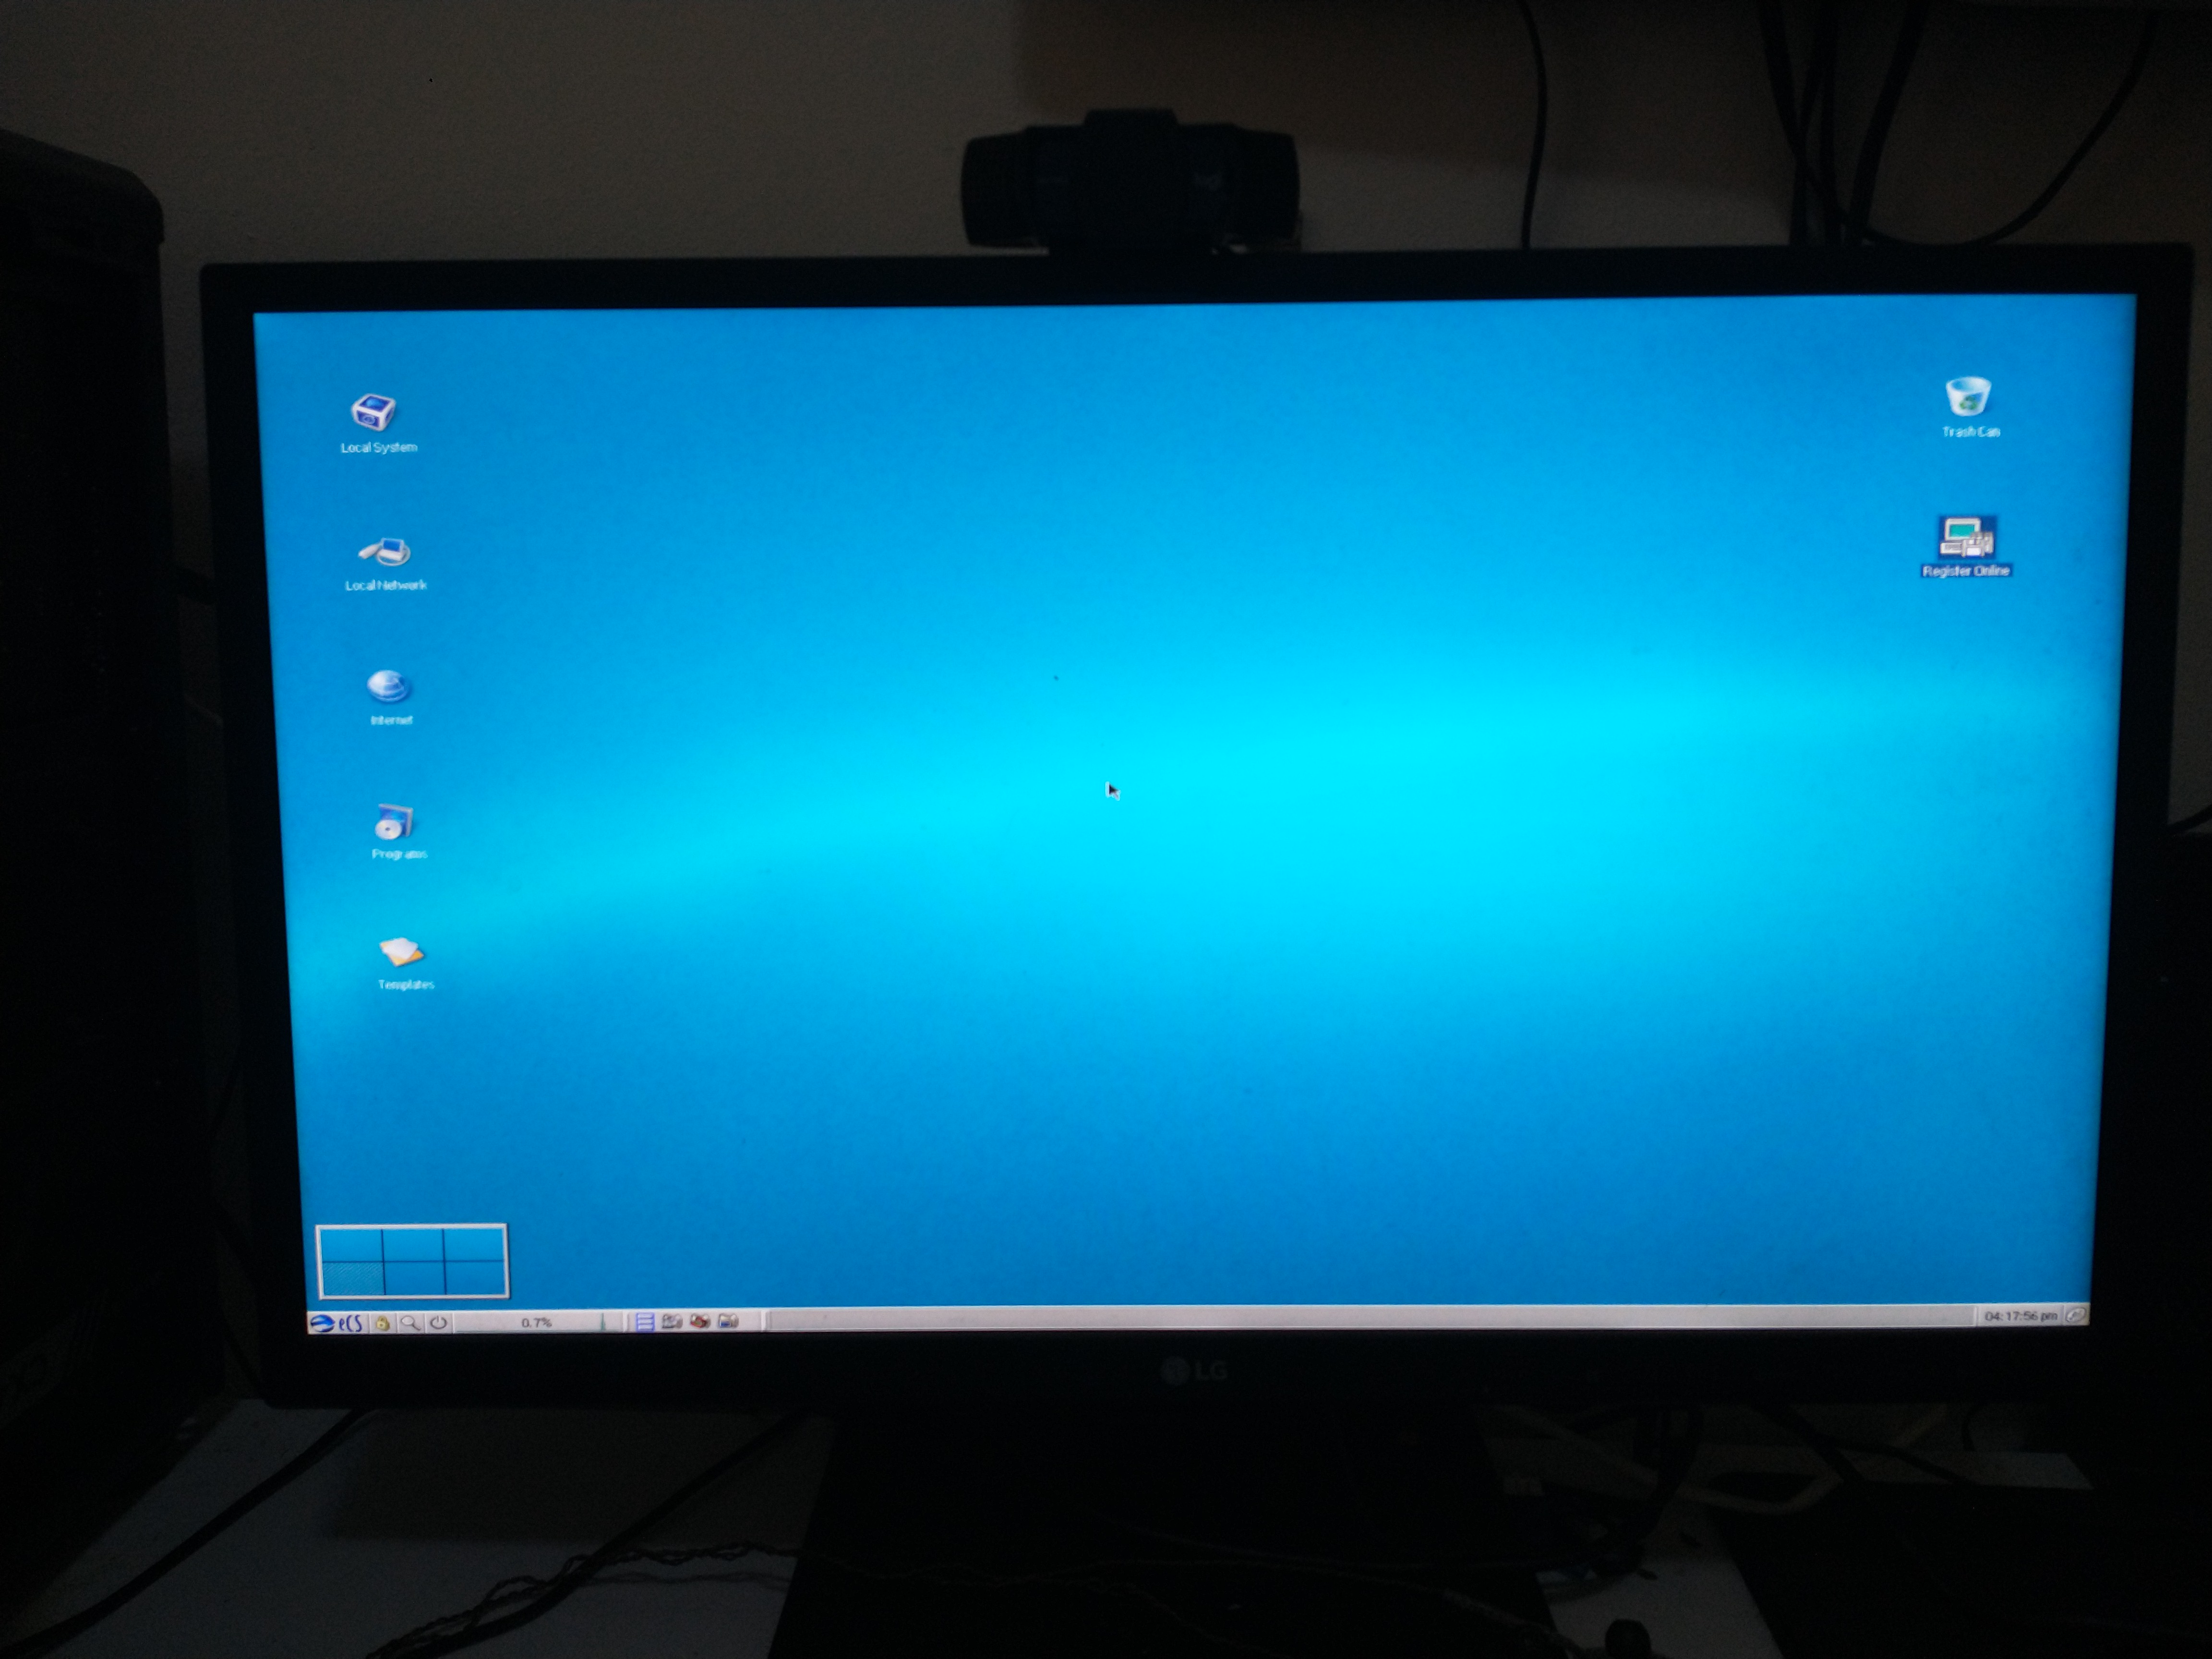 Local System
Trash Can
Local Network
Register Online
Internet
Programs
Templates
eCS
0.7%
04:17:56 pm
LG